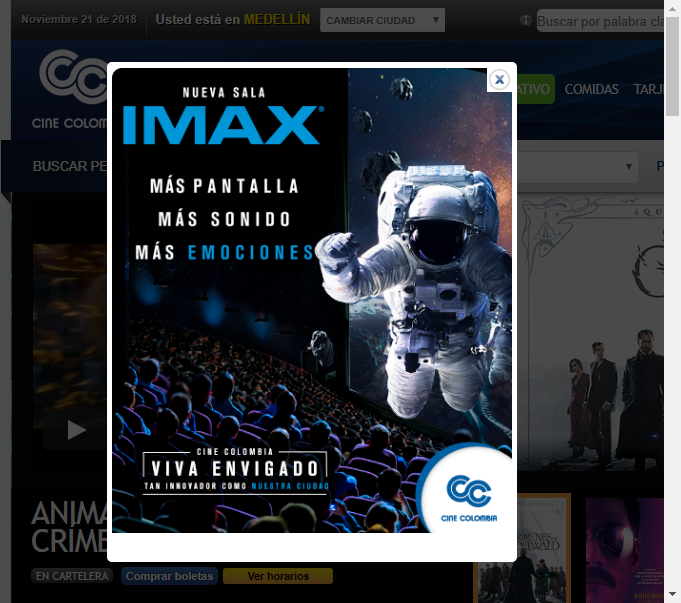 Noviembre 21 de 2018
Usted está en MEDELLÍN
CAMBIAR CIUDAD
Buscar por palabra
CINE COLOM
ATIVO
COMIDAS
TARJ
BUSCAR PE
NUEVA SALA
IMAX®
MÁS PANTALLA
MÁS SONIDO
MÁS EMOCIONES
CINE COLOMBIA
VIVA ENVIGADO
TAN INNOVADOR COMO NUESTRA CIUDAD
CINE COLOMBIA
¿QU
ANIMA
CRÍME
EN CARTELERA
Comprar boletas
Ver horarios